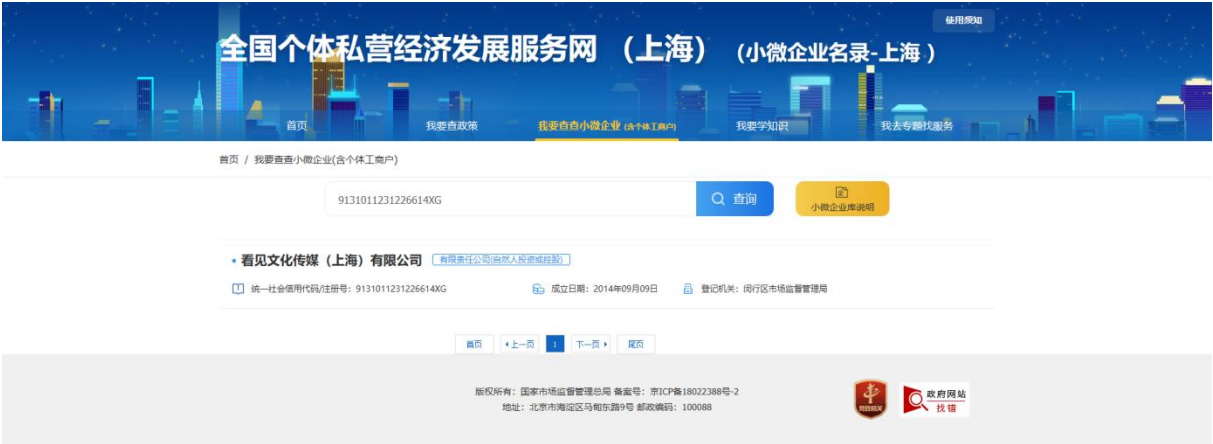 使用须知
全国个体私营经济发展服务网 （上海） （小微企业名录-上海 ）
首页 我要查政策 我要查查小微企业 (含个体工商户) 我要学知识 我去专题找服务
首页 / 我要查查小微企业(含个体工商户)
9131011231226614XG 查询 小微企业库说明
看见文化传媒（上海）有限公司 有限责任公司(自然人投资或控股)
统一社会信用代码/注册号：9131011231226614XG 成立日期：2014年09月09日 登记机关：闵行区市场监督管理局
首页 上一页 1 下一页 尾页
版权所有：国家市场监督管理总局 备案号：京ICP备18022388号-2
地址：北京市海淀区马甸东路9号 邮政编码：100088
党政机关
政府网站
找错